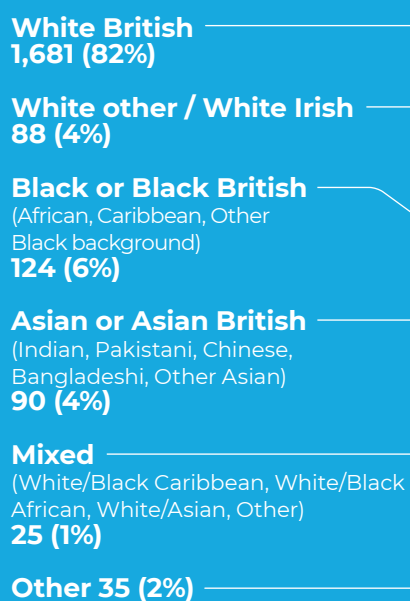 White British
1,681 (82%)
White other / White Irish
88 (4%)
Black or Black British
(African, Caribbean, Other
Black background)
124 (6%)
Asian or Asian British
(Indian, Pakistani, Chinese,
Bangladeshi, Other Asian)
90 (4%)
Mixed
(White/Black Caribbean, White/Black
African, White/Asian, Other)
25 (1%)
Other 35 (2%)